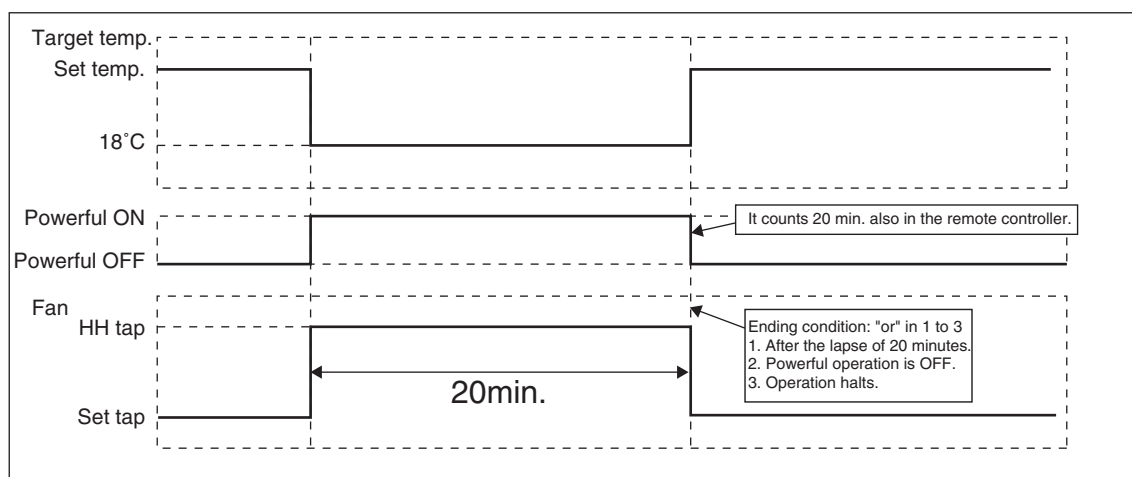 Target temp.
Set temp.
18˚C
Powerful ON
It counts 20 min. also in the remote controller.
Powerful OFF
Fan
HH tap
Ending condition: "or" in 1 to 3
1. After the lapse of 20 minutes.
2. Powerful operation is OFF.
3. Operation halts.
20min.
Set tap